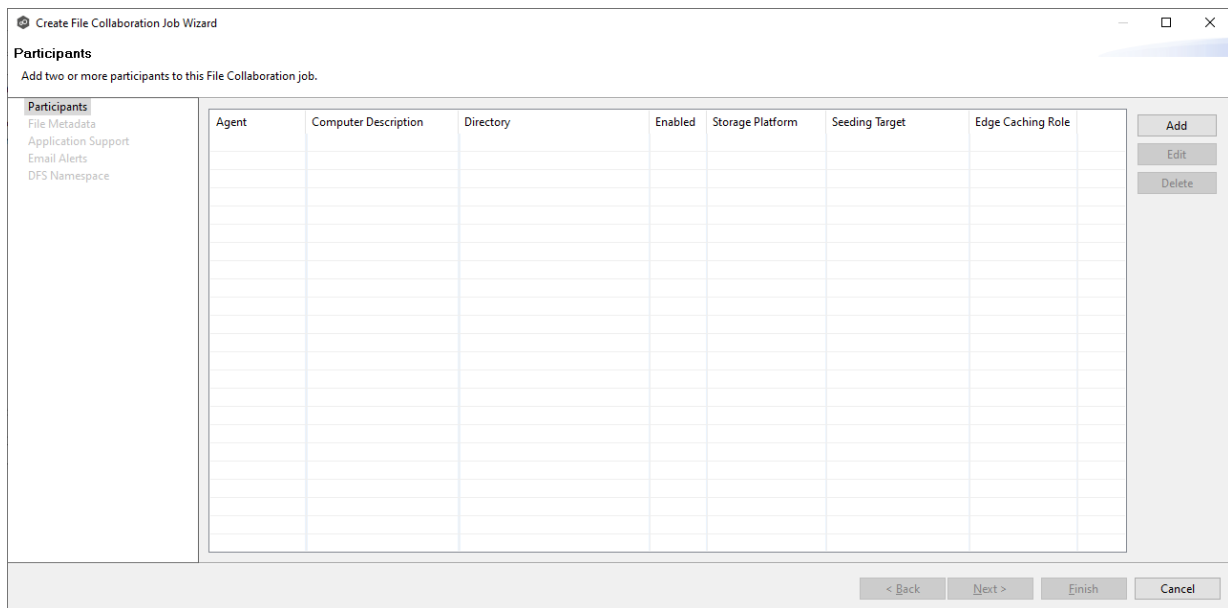 Create File Collaboration Job Wizard
Participants
Add two or more participants to this File Collaboration job.
Participants
File Metadata
Application Support
Email Alerts
DFS Namespace
Agent Computer Description Directory Enabled Storage Platform Seeding Target Edge Caching Role
Add
Edit
Delete
< Back Next > Finish Cancel